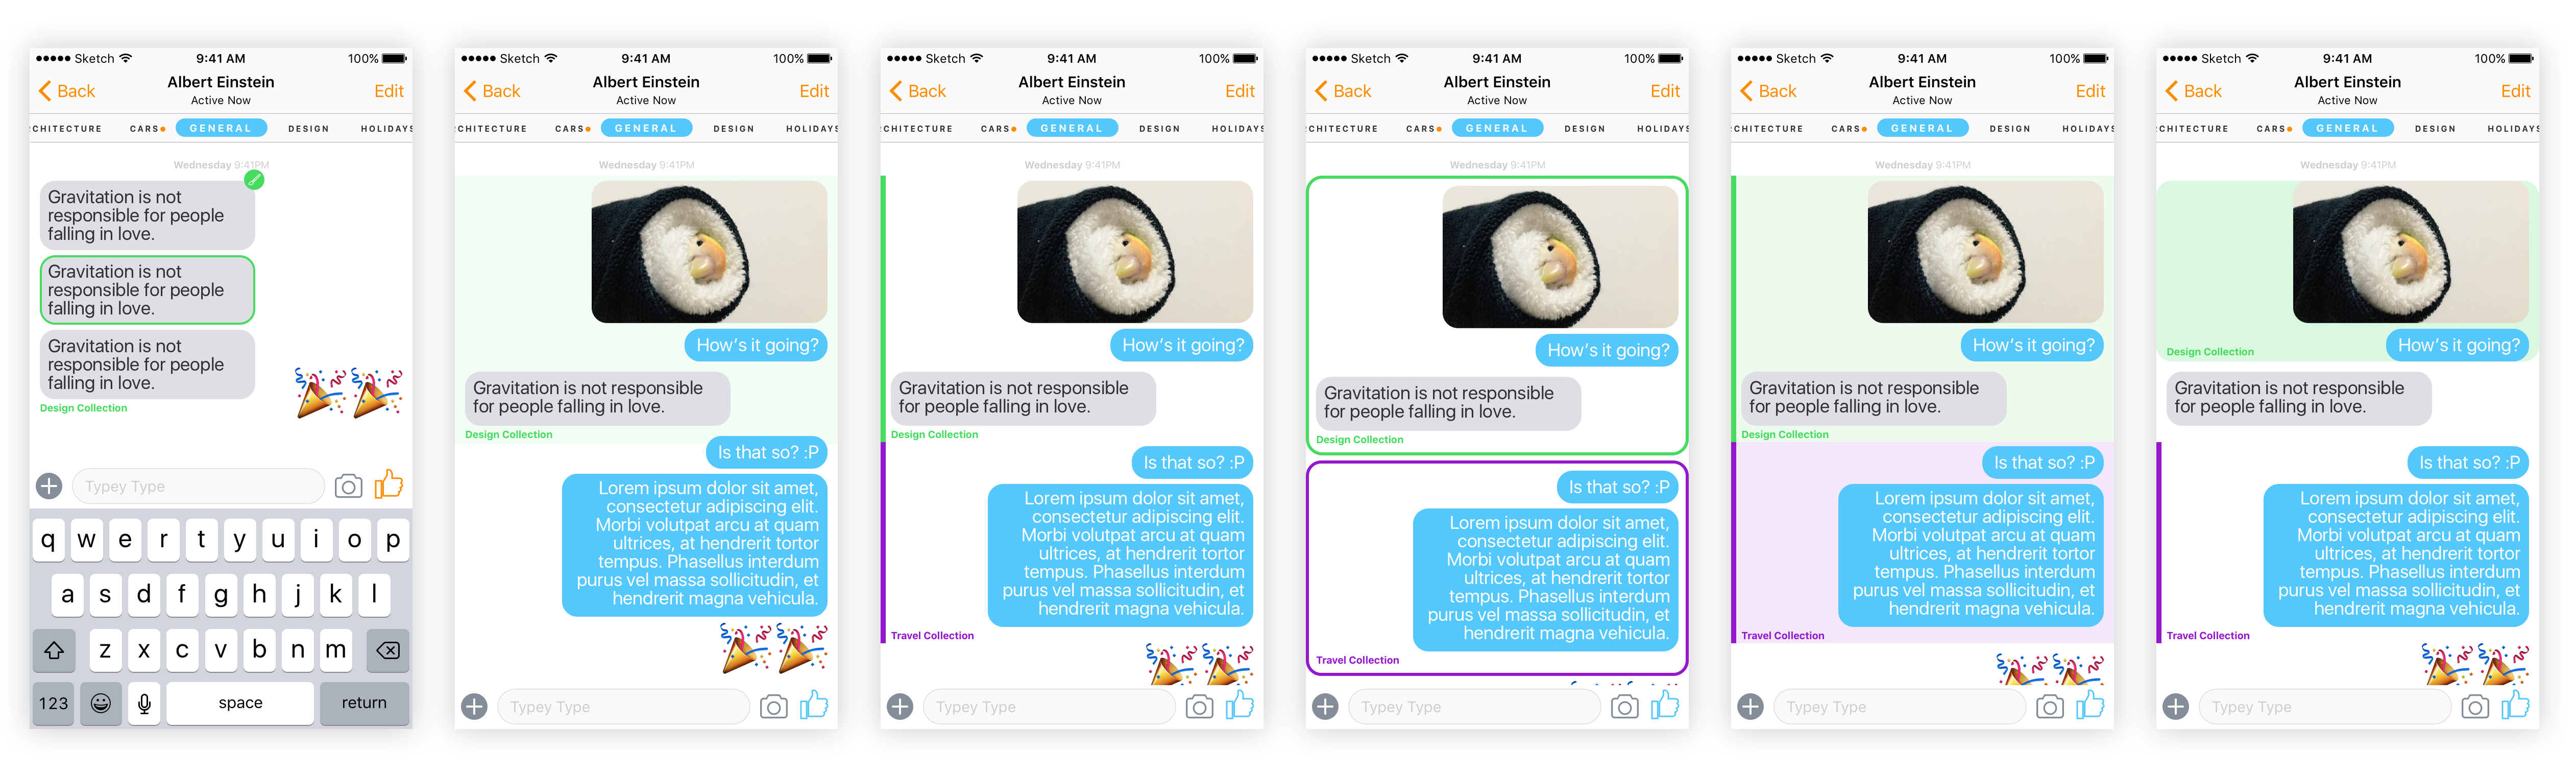 Sketch 9:41 AM 100%
Back Albert Einstein Edit
Active Now
CHITECTURE CARS GENERAL DESIGN HOLIDAYS
Wednesday 9:41PM
Gravitation is not
responsible for people
falling in love.
Gravitation is not
responsible for people
falling in love.
Gravitation is not
responsible for people
falling in love.
Design Collection
Typey Type
q w e r t y u i o p
a s d f g h j k l
z x c v b n m
123 space return
Sketch 9:41 AM 100%
Back Albert Einstein Edit
Active Now
CHITECTURE CARS GENERAL DESIGN HOLIDAYS
Wednesday 9:41PM
How's it going?
Gravitation is not responsible
for people falling in love.
Design Collection
Is that so? :P
Lorem ipsum dolor sit amet,
consectetur adipiscing elit.
Morbi volutpat arcu at quam
ultrices, at hendrerit tortor
tempus. Phasellus interdum
purus vel massa sollicitudin, et
hendrerit magna vehicula.
Typey Type
Sketch 9:41 AM 100%
Back Albert Einstein Edit
Active Now
CHITECTURE CARS GENERAL DESIGN HOLIDAYS
Wednesday 9:41PM
How's it going?
Gravitation is not responsible
for people falling in love.
Design Collection
Is that so? :P
Lorem ipsum dolor sit amet,
consectetur adipiscing elit.
Morbi volutpat arcu at quam
ultrices, at hendrerit tortor
tempus. Phasellus interdum
purus vel massa sollicitudin, et
hendrerit magna vehicula.
Travel Collection
Typey Type
Sketch 9:41 AM 100%
Back Albert Einstein Edit
Active Now
CHITECTURE CARS GENERAL DESIGN HOLIDAYS
Wednesday 9:41PM
How's it going?
Gravitation is not responsible
for people falling in love.
Design Collection
Is that so? :P
Lorem ipsum dolor sit amet,
consectetur adipiscing elit.
Morbi volutpat arcu at quam
ultrices, at hendrerit tortor
tempus. Phasellus interdum
purus vel massa sollicitudin, et
hendrerit magna vehicula.
Travel Collection
Typey Type
Sketch 9:41 AM 100%
Back Albert Einstein Edit
Active Now
CHITECTURE CARS GENERAL DESIGN HOLIDAYS
Wednesday 9:41PM
How's it going?
Gravitation is not responsible
for people falling in love.
Design Collection
Is that so? :P
Lorem ipsum dolor sit amet,
consectetur adipiscing elit.
Morbi volutpat arcu at quam
ultrices, at hendrerit tortor
tempus. Phasellus interdum
purus vel massa sollicitudin, et
hendrerit magna vehicula.
Travel Collection
Typey Type
Sketch 9:41 AM 100%
Back Albert Einstein Edit
Active Now
CHITECTURE CARS GENERAL DESIGN HOLIDAYS
Wednesday 9:41PM
How's it going?
Design Collection
Gravitation is not responsible
for people falling in love.
Is that so? :P
Lorem ipsum dolor sit amet,
consectetur adipiscing elit.
Morbi volutpat arcu at quam
ultrices, at hendrerit tortor
tempus. Phasellus interdum
purus vel massa sollicitudin, et
hendrerit magna vehicula.
Travel Collection
Typey Type